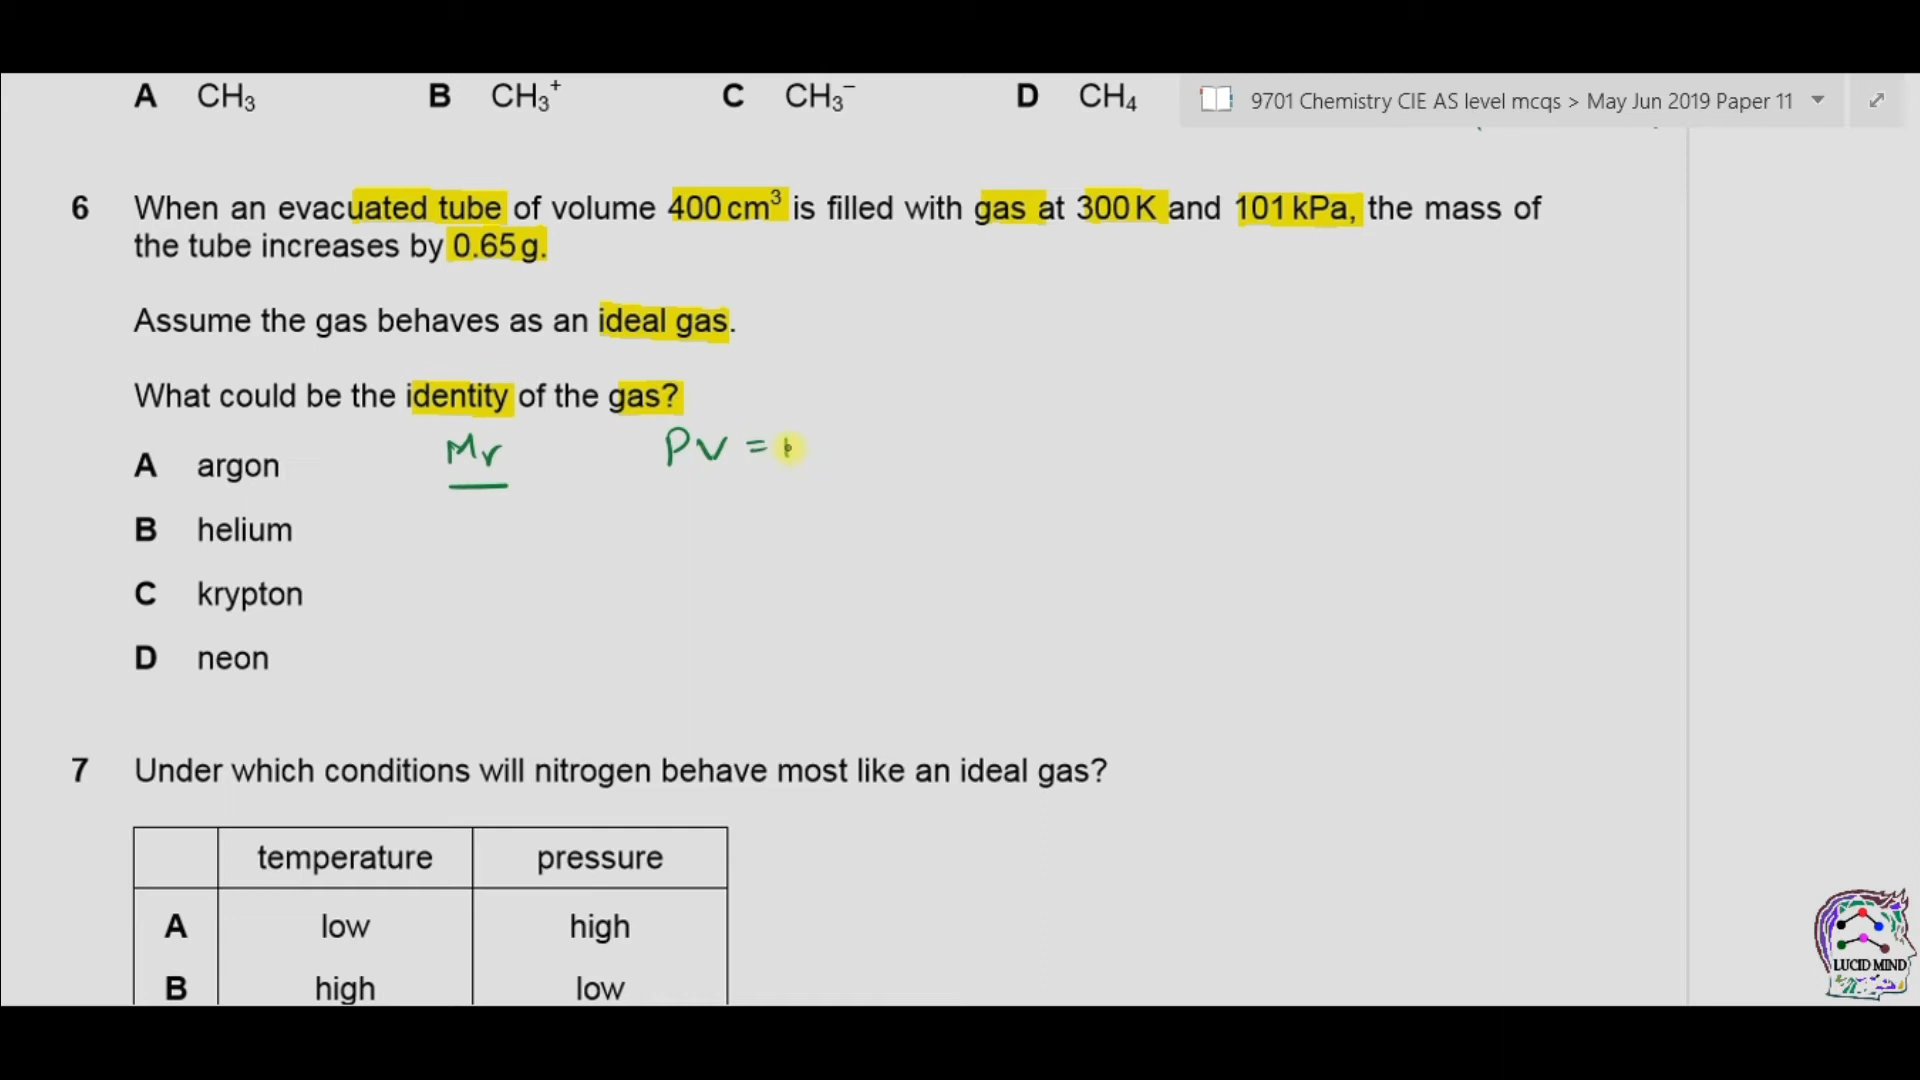 A CH₃ B CH₃⁺ C CH₃⁻ D CH₄
9701 Chemistry CIE AS level mcqs > May Jun 2019 Paper 11
6 When an evacuated tube of volume 400 cm³ is filled with gas at 300 K and 101 kPa, the mass of
the tube increases by 0.65 g.
Assume the gas behaves as an ideal gas.
What could be the identity of the gas?
Mr PV =
A argon
B helium
C krypton
D neon
7 Under which conditions will nitrogen behave most like an ideal gas?
temperature pressure
A low high
B high low
LUCID MIND